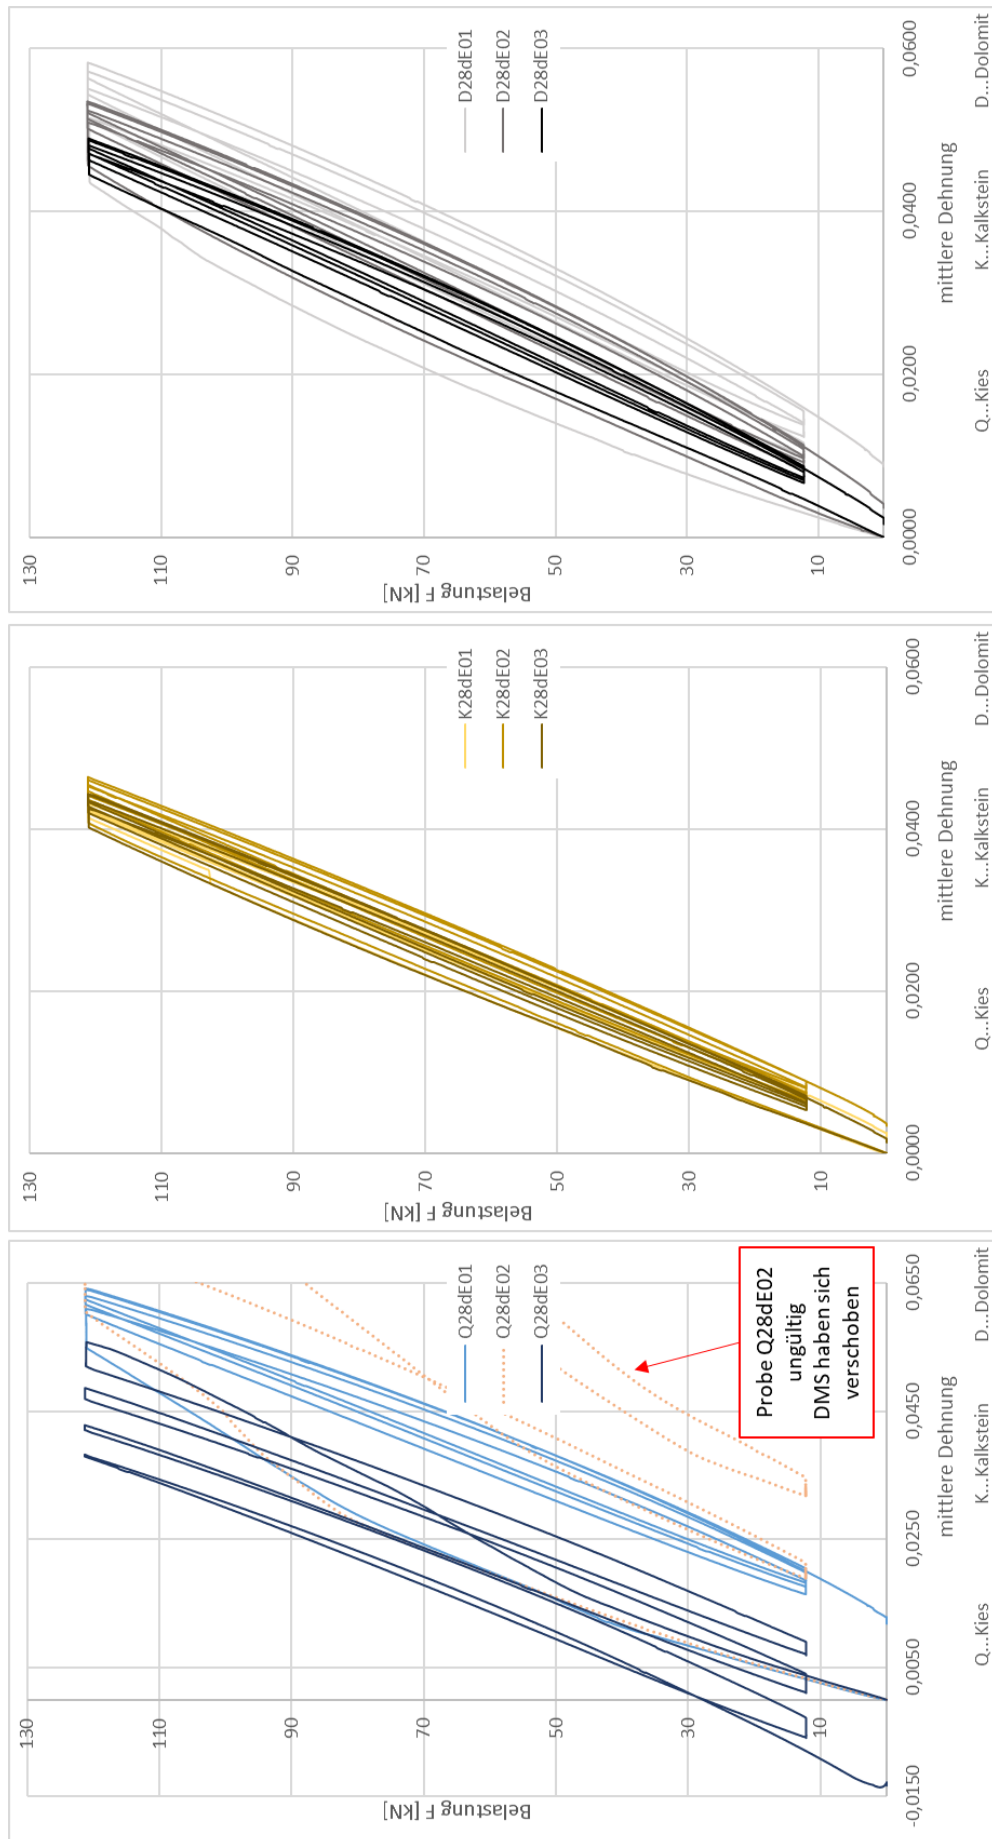 Belastung F [kN]
130
110
90
70
50
30
10
-0,0150
0,0050
0,0250
0,0450
0,0650
mittlere Dehnung
Q28dE01
Q28dE02
Q28dE03
Probe Q28dE02
ungültig
DMS haben sich
verschoben
Q...Kies
K...Kalkstein
D...Dolomit
Belastung F [kN]
130
110
90
70
50
30
10
0,0000
0,0200
0,0400
0,0600
mittlere Dehnung
K28dE01
K28dE02
K28dE03
Q...Kies
K...Kalkstein
D...Dolomit
Belastung F [kN]
130
110
90
70
50
30
10
0,0000
0,0200
0,0400
0,0600
mittlere Dehnung
D28dE01
D28dE02
D28dE03
Q...Kies
K...Kalkstein
D...Dolomit